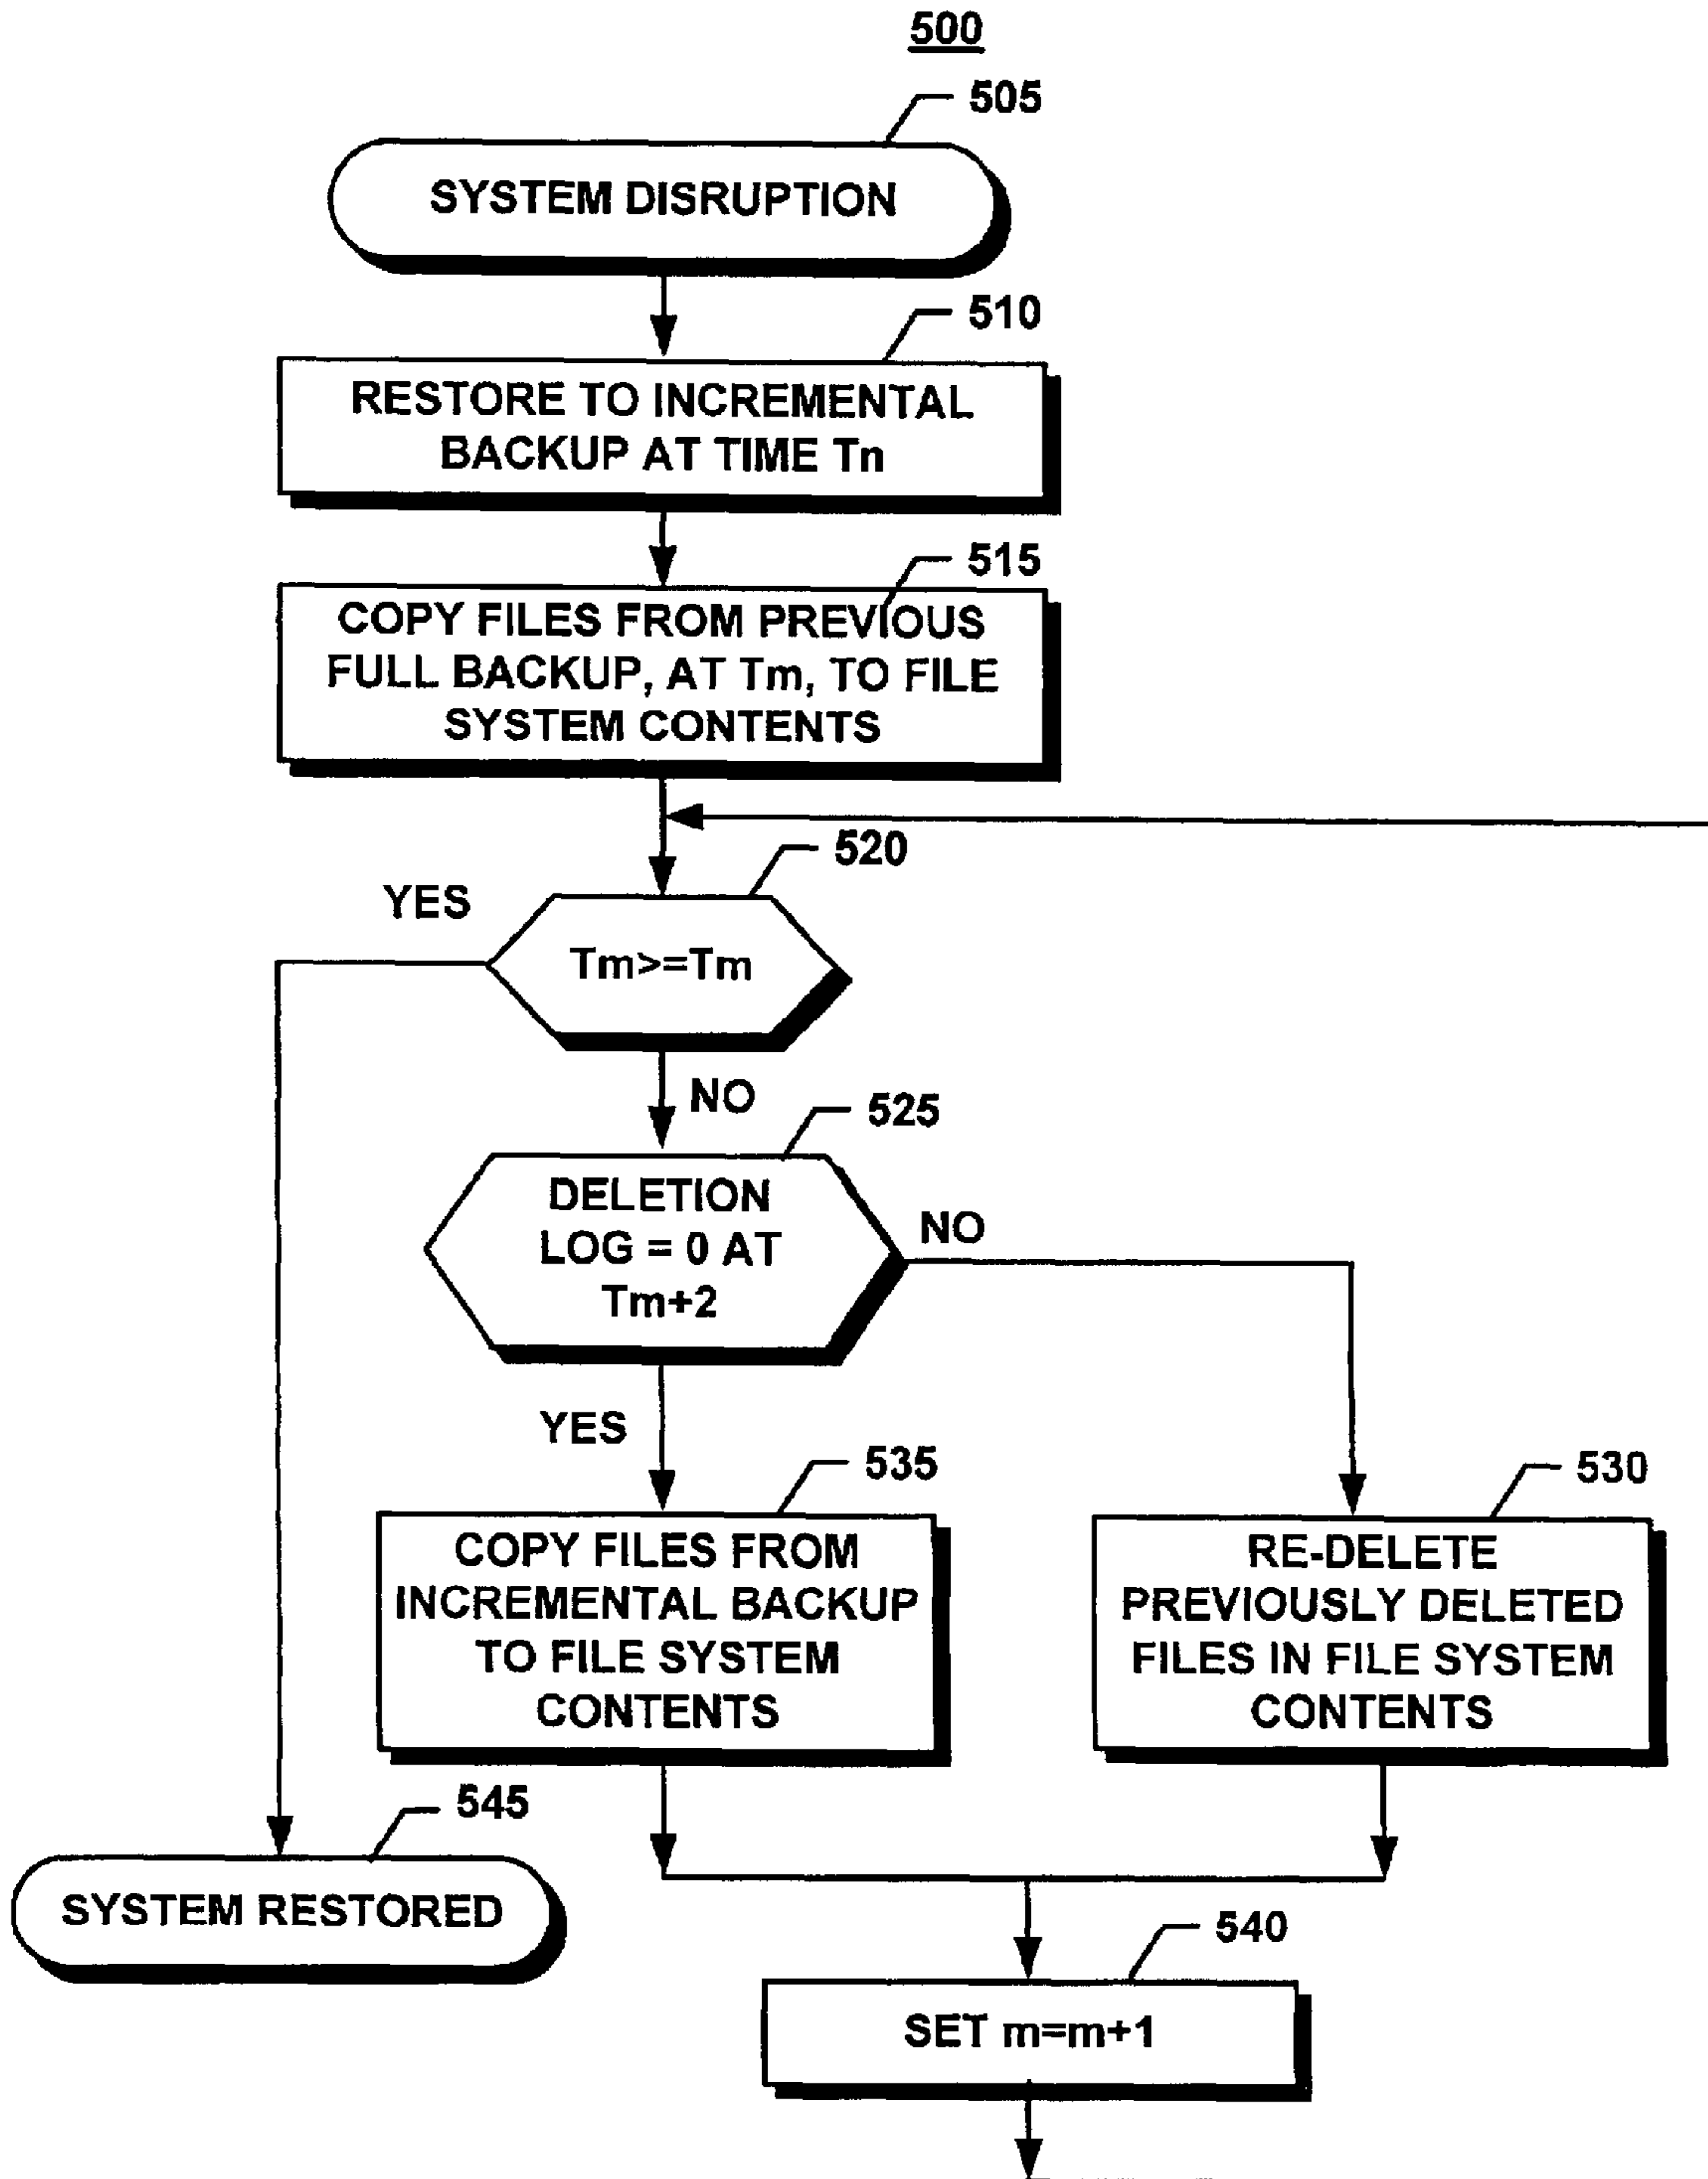 500
505
SYSTEM DISRUPTION
510
RESTORE TO INCREMENTAL
BACKUP AT TIME Tn
515
COPY FILES FROM PREVIOUS
FULL BACKUP, AT Tm, TO FILE
SYSTEM CONTENTS
520
YES
Tm>=Tm
NO
525
DELETION
LOG = 0 AT
Tm+2
NO
YES
535
COPY FILES FROM
INCREMENTAL BACKUP
TO FILE SYSTEM
CONTENTS
530
RE-DELETE
PREVIOUSLY DELETED
FILES IN FILE SYSTEM
CONTENTS
545
SYSTEM RESTORED
540
SET m=m+1